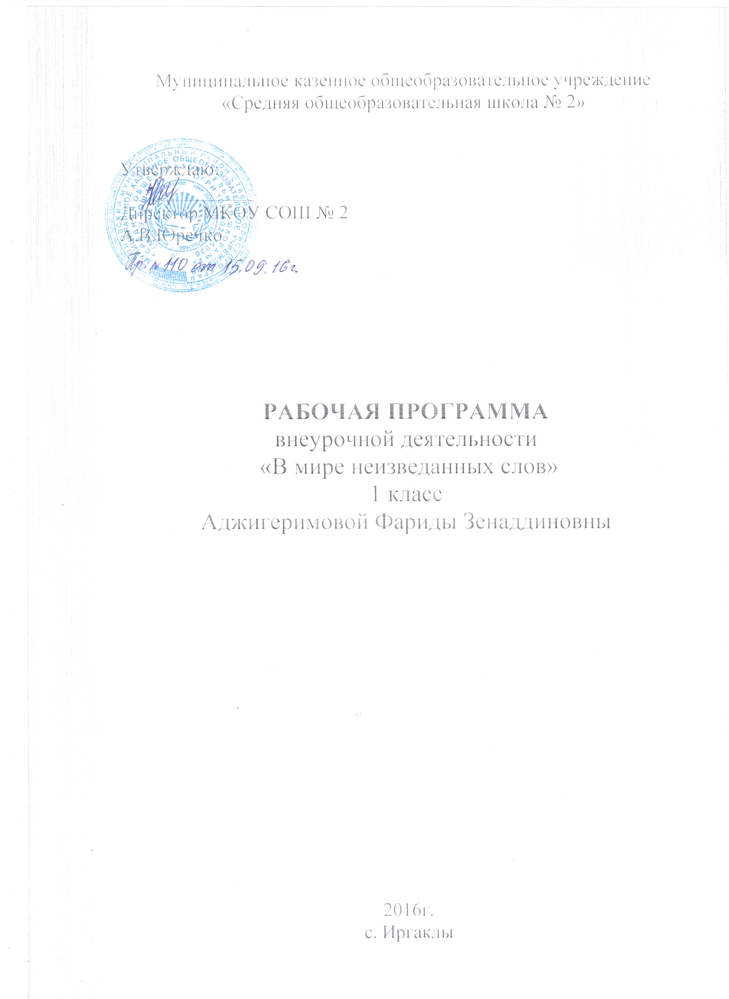 Муниципальное казенное общеобразовательное учреждение
«Средняя общеобразовательная школа № 2»
Утверждаю:
Директор МКОУ СОШ № 2
А.В.Юречко
Пр. № 110 от 15.09.16г
РАБОЧАЯ ПРОГРАММА
внеурочной деятельности
«В мире неизведанных слов»
1 класс
Аджигеримовой Фариды Зенаддиновны
2016г.
с. Иргаклы